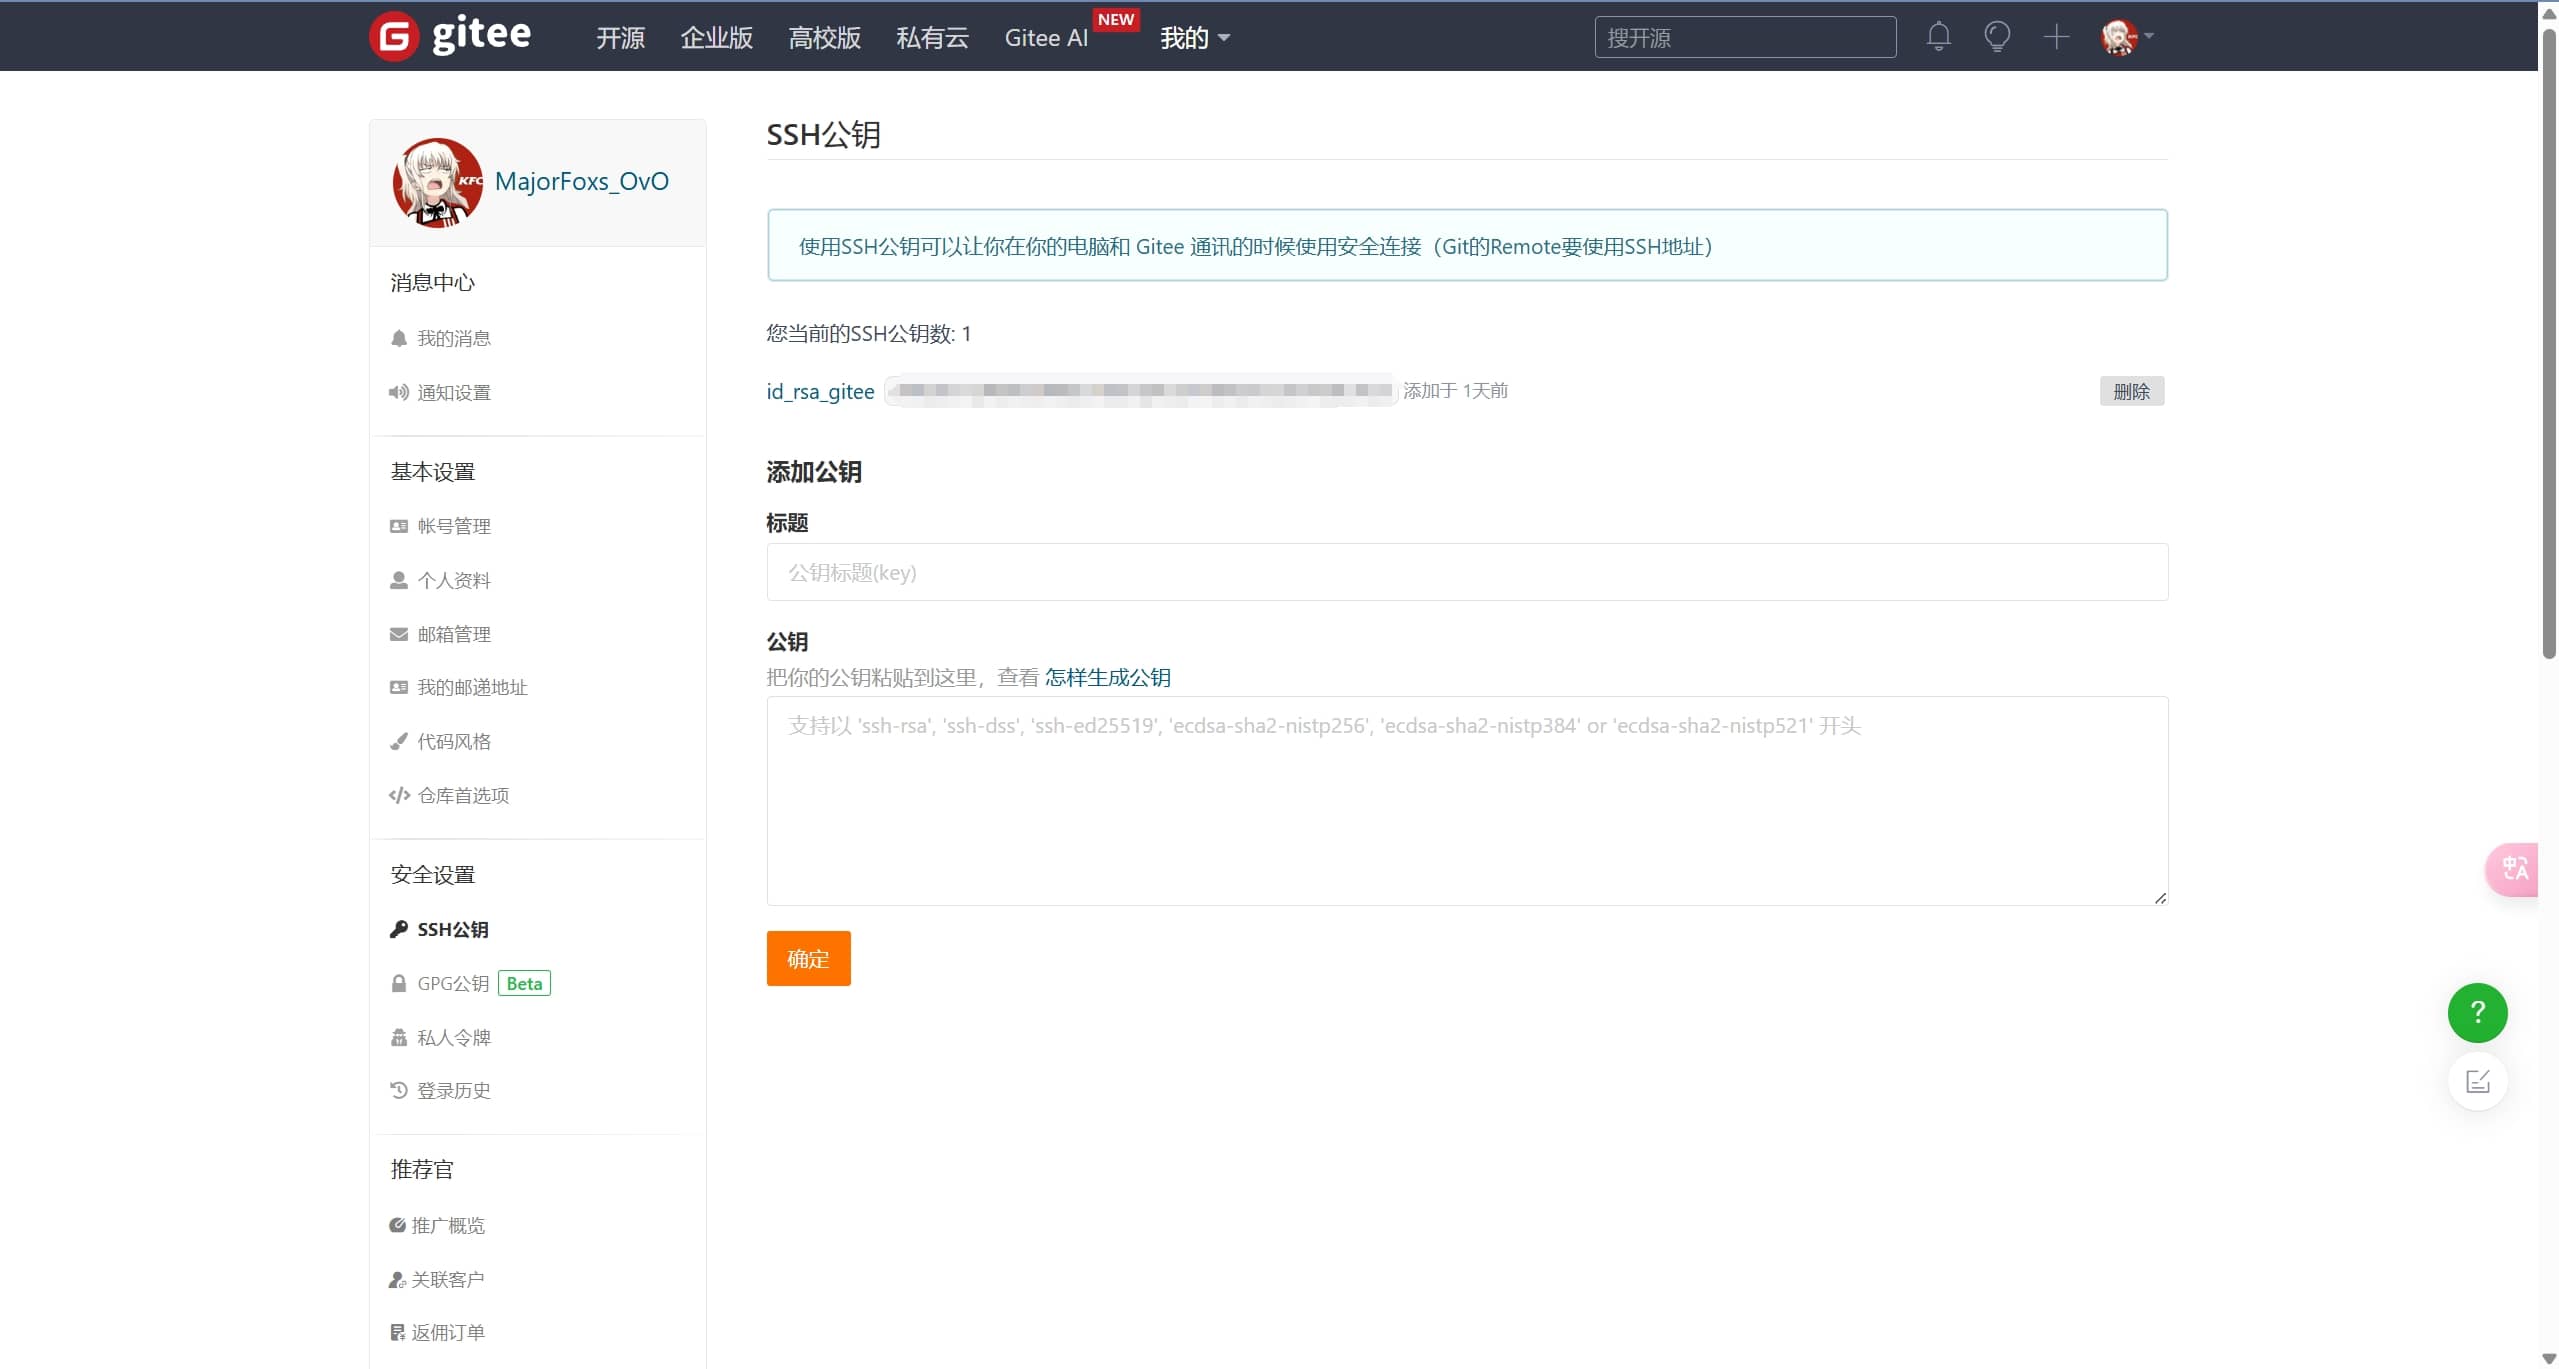 gitee
开源
企业版
高校版
私有云
Gitee AI
NEW
我的
搜开源
KFC
MajorFoxs_OvO
消息中心
我的消息
通知设置
基本设置
帐号管理
个人资料
邮箱管理
我的邮递地址
代码风格
仓库首选项
安全设置
SSH公钥
GPG公钥 Beta
私人令牌
登录历史
推荐官
推广概览
关联客户
返佣订单
SSH公钥
使用SSH公钥可以让你在你的电脑和 Gitee 通讯的时候使用安全连接（Git的Remote要使用SSH地址）
您当前的SSH公钥数: 1
id_rsa_gitee 添加于 1天前
删除
添加公钥
标题
公钥标题(key)
公钥
把你的公钥粘贴到这里，查看 怎样生成公钥
支持以 'ssh-rsa', 'ssh-dss', 'ssh-ed25519', 'ecdsa-sha2-nistp256', 'ecdsa-sha2-nistp384' or 'ecdsa-sha2-nistp521' 开头
确定
中A
?